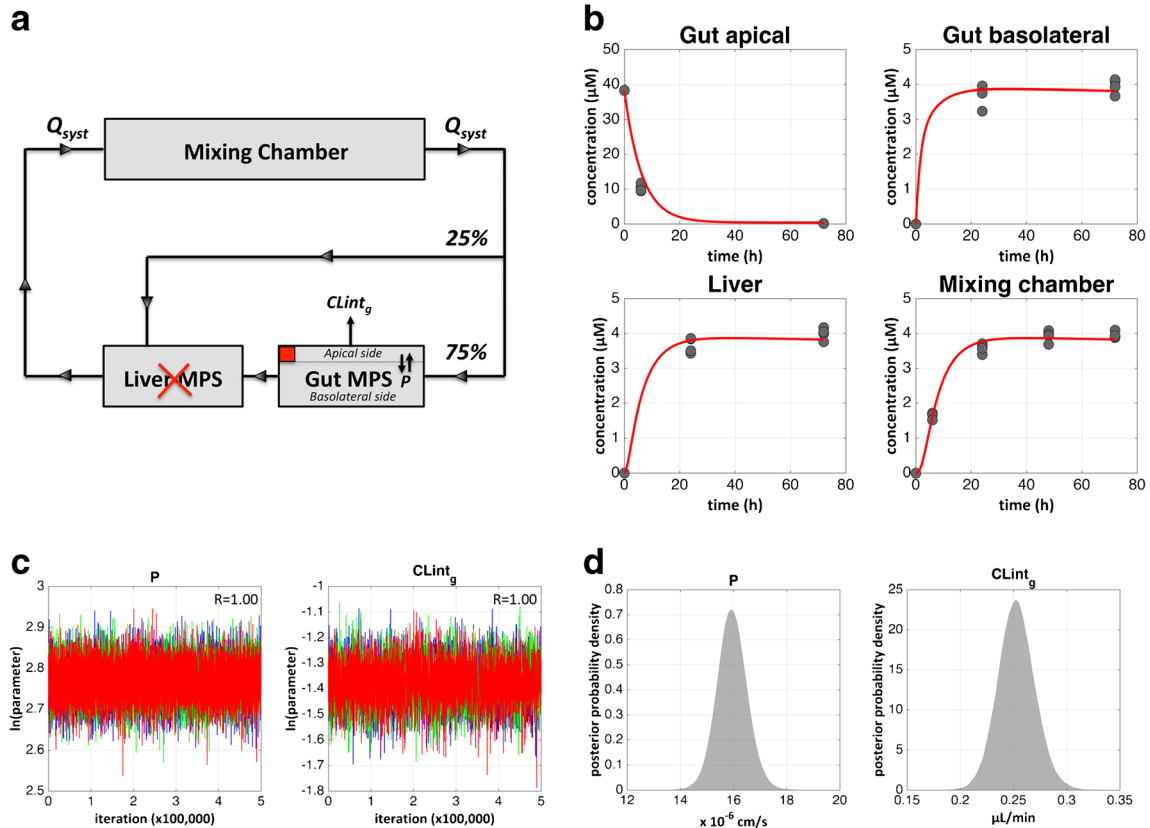 a
Q_syst
Q_syst
Mixing Chamber
25%
CLint_g
75%
Apical side
Liver MPS
Gut MPS
P
Basolateral side
b
Gut apical
concentration (µM)
50
40
30
20
10
0
0 20 40 60 80
time (h)
Gut basolateral
concentration (µM)
5
4
3
2
1
0
0 20 40 60 80
time (h)
Liver
concentration (µM)
5
4
3
2
1
0
0 20 40 60 80
time (h)
Mixing chamber
concentration (µM)
5
4
3
2
1
0
0 20 40 60 80
time (h)
c
P
R=1.00
ln(parameter)
3
2.9
2.8
2.7
2.6
2.5
0 1 2 3 4 5
iteration (x100,000)
CLint_g
R=1.00
ln(parameter)
-1
-1.1
-1.2
-1.3
-1.4
-1.5
-1.6
-1.7
-1.8
0 1 2 3 4 5
iteration (x100,000)
d
P
posterior probability density
0.8
0.7
0.6
0.5
0.4
0.3
0.2
0.1
0
12 14 16 18 20
x 10⁻⁶ cm/s
CLint_g
posterior probability density
25
20
15
10
5
0
0.15 0.2 0.25 0.3 0.35
µL/min